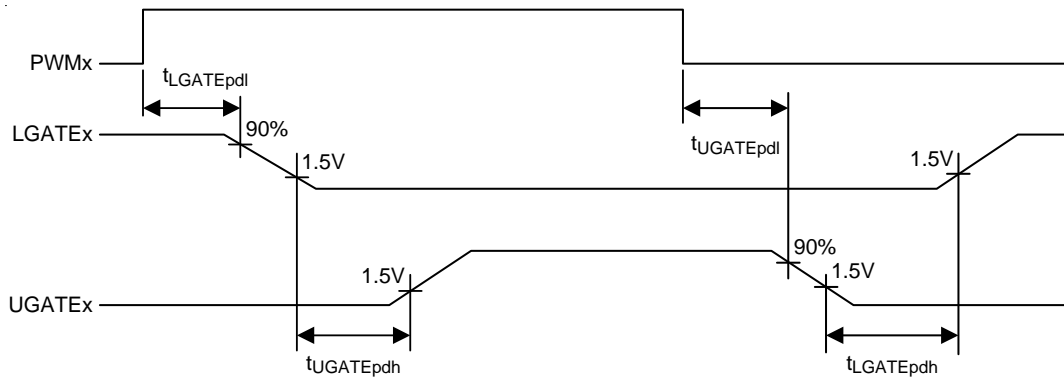 PWMx
tLGATEpdl
LGATEx
90%
1.5V
tUGATEpdl
1.5V
90%
1.5V
1.5V
UGATEx
tUGATEpdh
tLGATEpdh